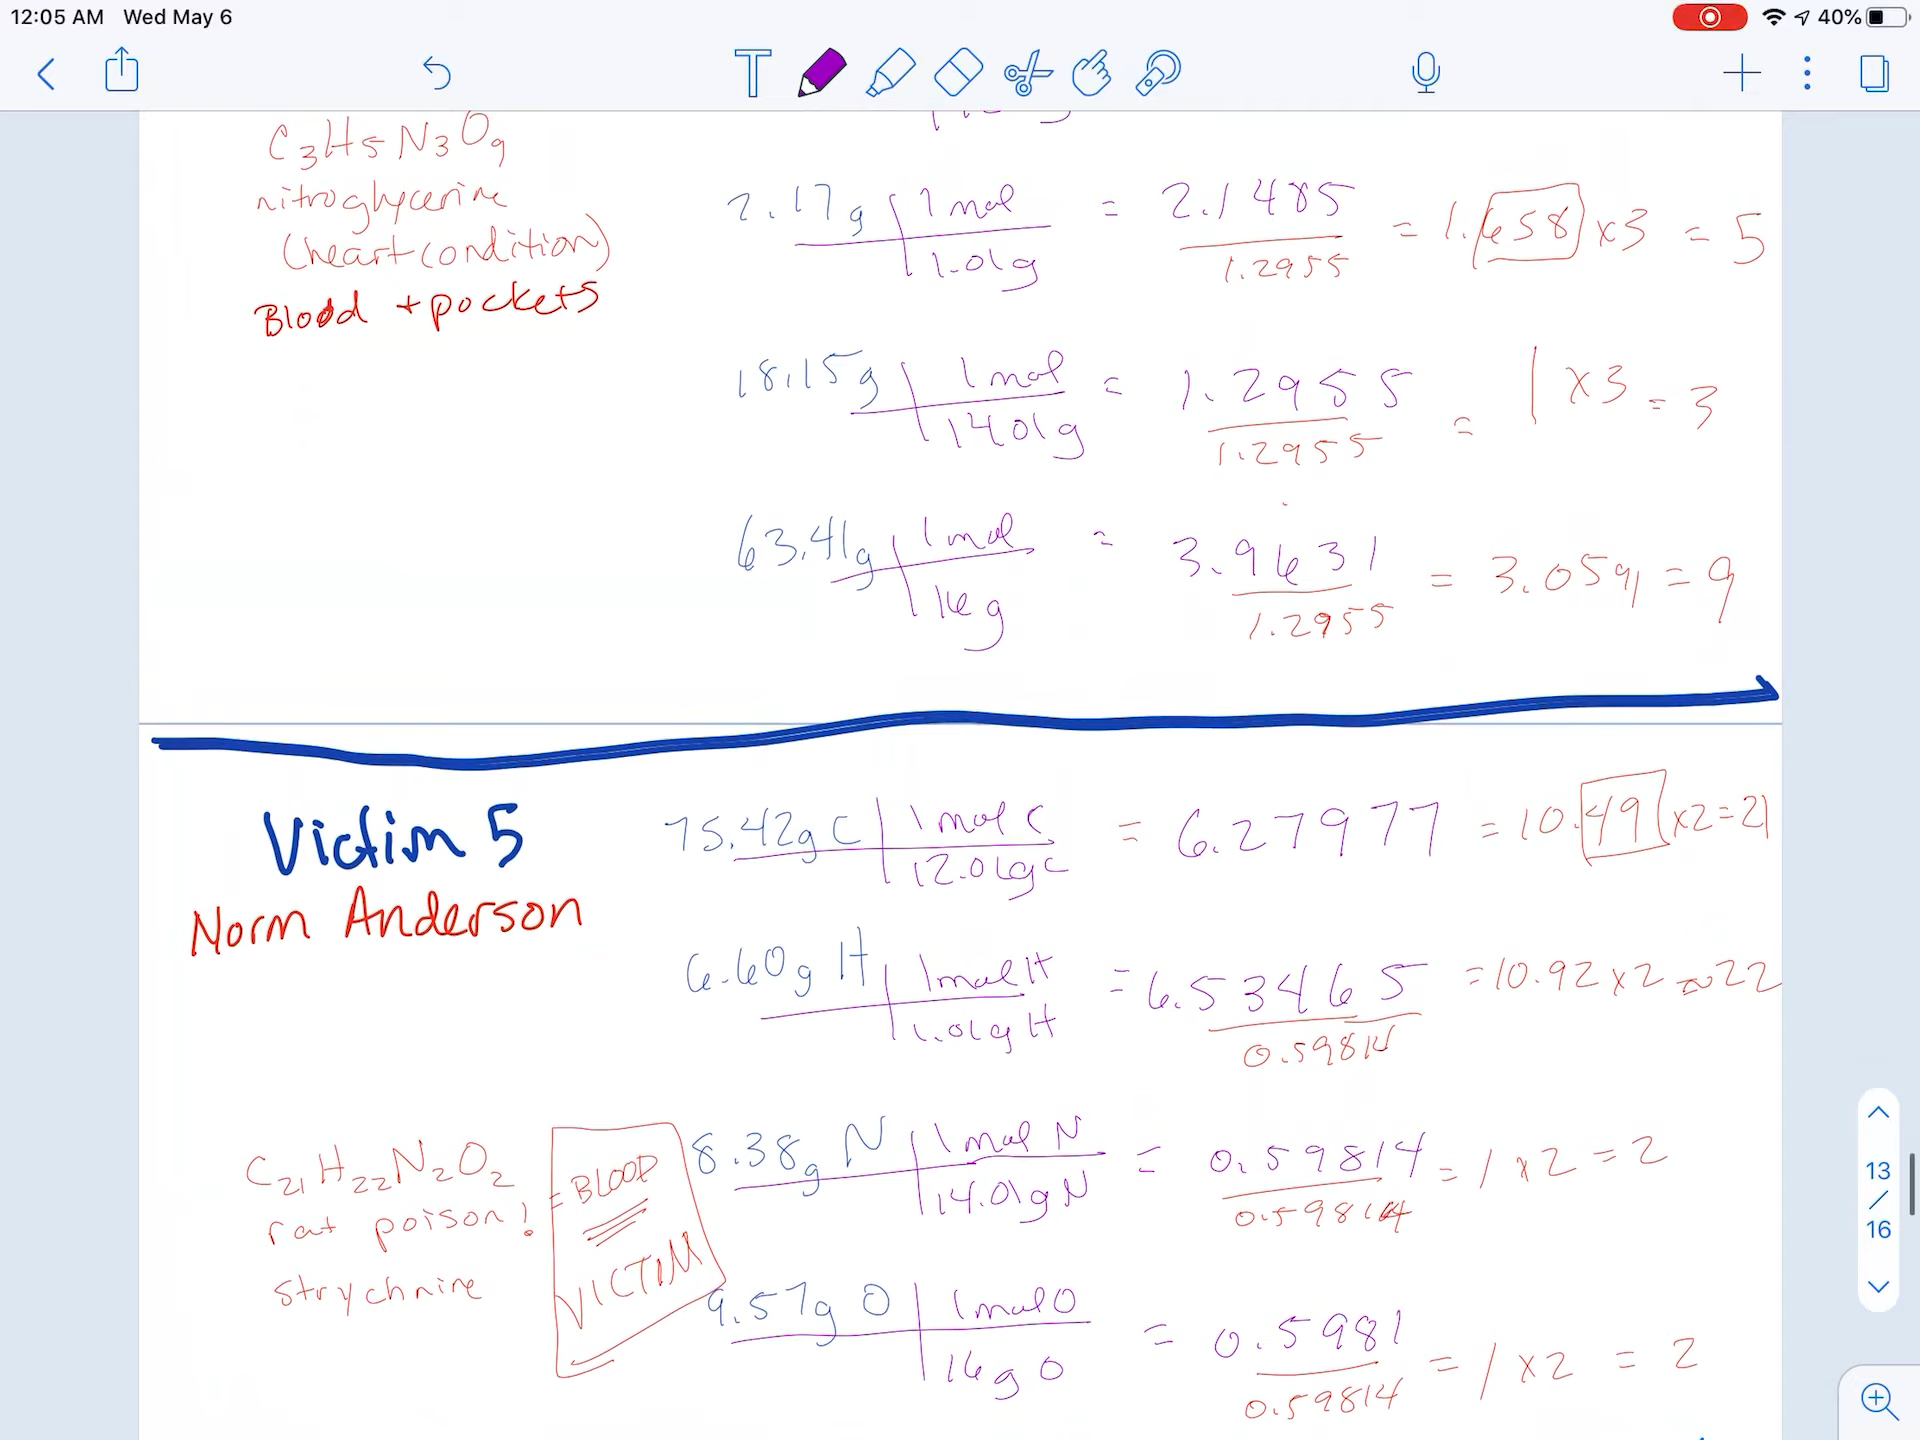 12:05 AM Wed May 6
40%
T
C3H5N3O9
nitroglycerine
(heart condition)
Blood + pockets
2.17g | 1 mol / 1.01g = 2.1485 / 1.2955 = 1.658 x3 = 5
18.15g | 1 mol / 14.01g = 1.2955 / 1.2955 = 1 x3 = 3
63.41g | 1 mol / 16g = 3.9631 / 1.2955 = 3.059 = 9
Victim 5
Norm Anderson
75.42g C | 1 mol C / 12.01g C = 6.27977 = 10.49 x2 = 21
6.60g H | 1 mol H / 1.01g H = 6.53465 / 0.59814 = 10.92 x2 ≈ 22
C21H22N2O2
rat poison!
strychnine
= BLOOD
VICTIM
8.38g N | 1 mol N / 14.01g N = 0.59814 / 0.59814 = 1 x2 = 2
9.57g O | 1 mol O / 16g O = 0.5981 / 0.59814 = 1 x2 = 2
13
/
16